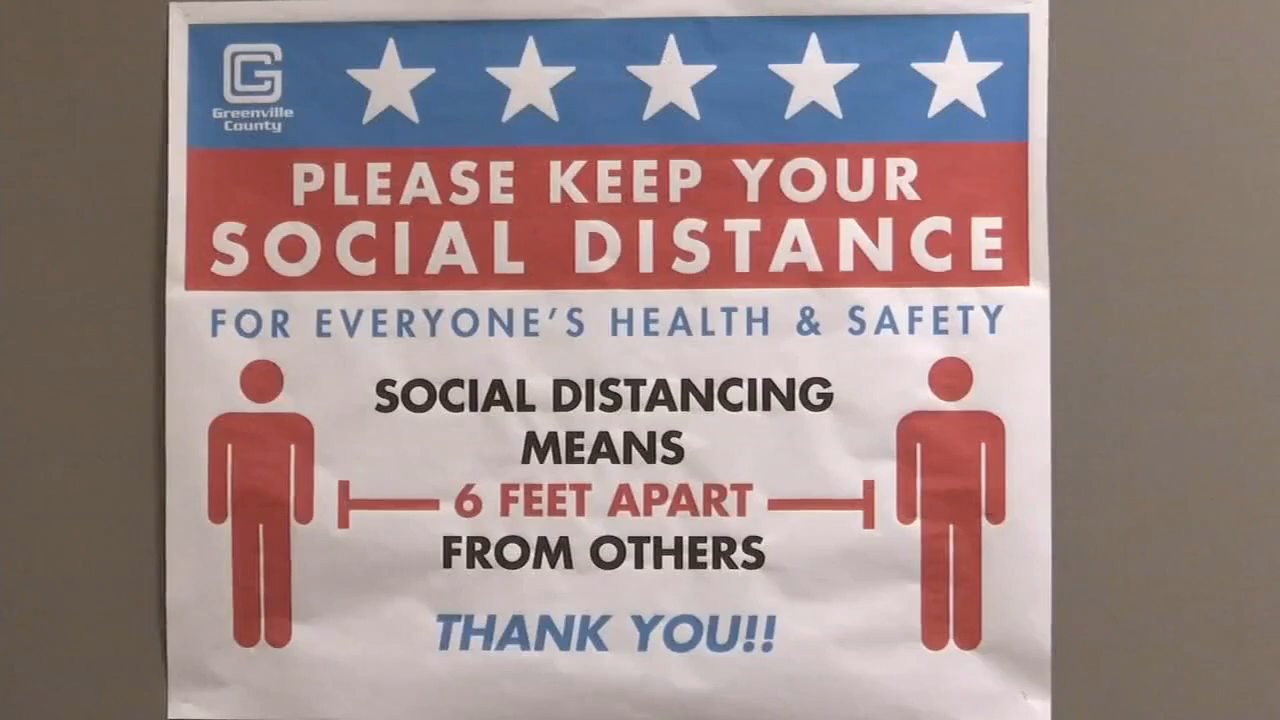 Greenville
County
PLEASE KEEP YOUR
SOCIAL DISTANCE
FOR EVERYONE'S HEALTH & SAFETY
SOCIAL DISTANCING
MEANS
6 FEET APART
FROM OTHERS
THANK YOU!!